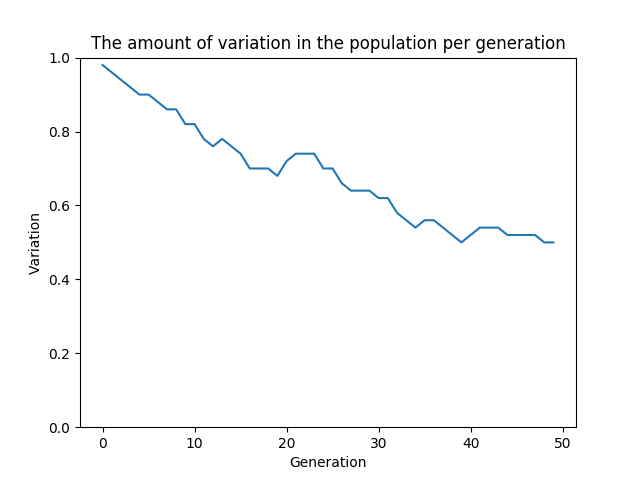 The amount of variation in the population per generation
1.0
0.8
0.6
0.4
0.2
0.0
Variation
0 10 20 30 40 50
Generation